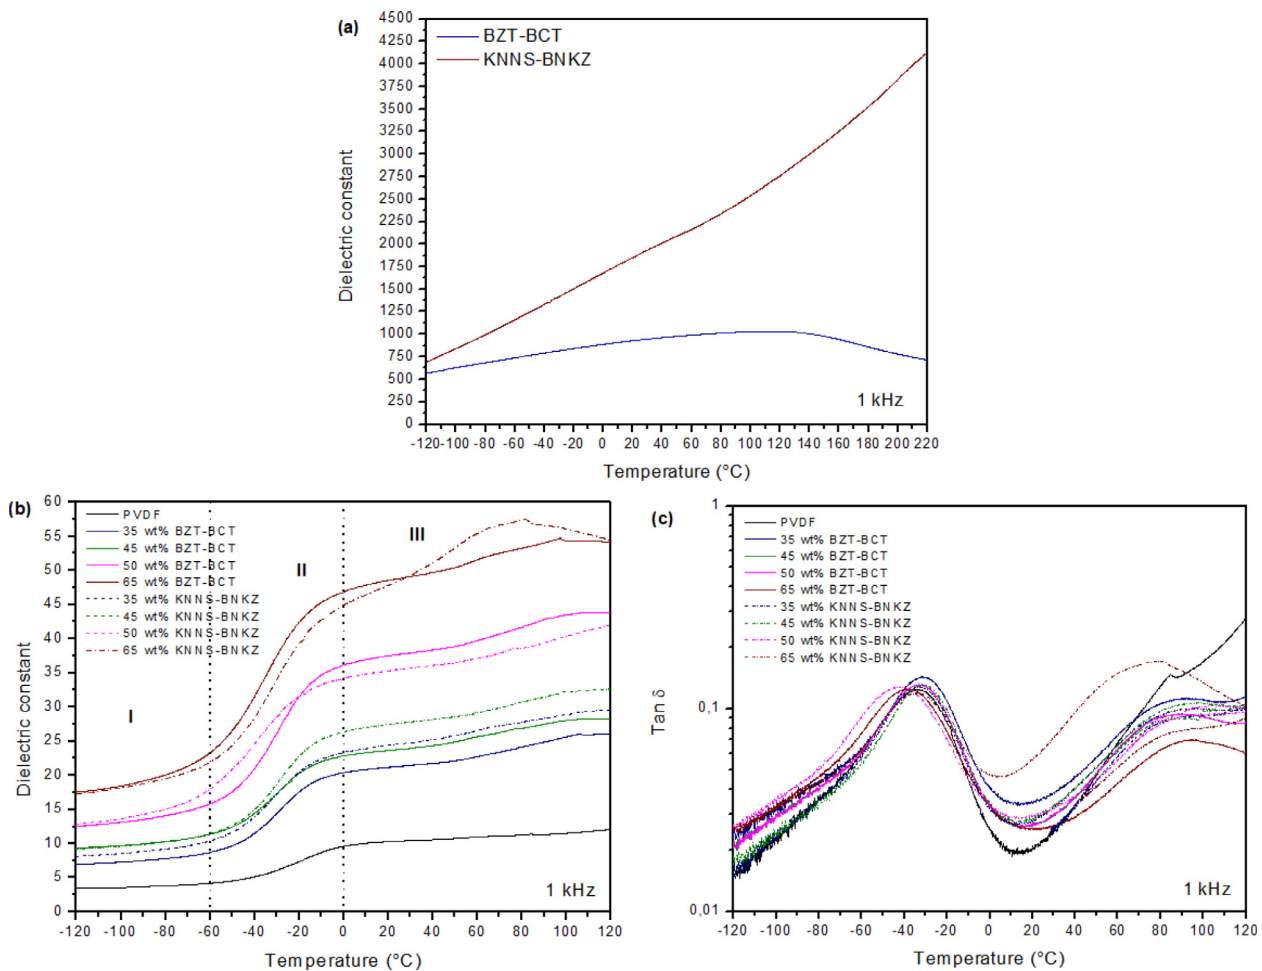 (a)
BZT-BCT
KNNS-BNKZ
4500
4250
4000
3750
3500
3250
3000
2750
2500
2250
2000
1750
1500
1250
1000
750
500
250
0
Dielectric constant
1 kHz
-120 -100 -80 -60 -40 -20 0 20 40 60 80 100 120 140 160 180 200 220
Temperature (°C)
(b)
PVDF
35 wt% BZT-BCT
45 wt% BZT-BCT
50 wt% BZT-BCT
65 wt% BZT-BCT
35 wt% KNNS-BNKZ
45 wt% KNNS-BNKZ
50 wt% KNNS-BNKZ
65 wt% KNNS-BNKZ
I
II
III
60
55
50
45
40
35
30
25
20
15
10
5
0
Dielectric constant
1 kHz
-120 -100 -80 -60 -40 -20 0 20 40 60 80 100 120
Temperature (°C)
(c)
PVDF
35 wt% BZT-BCT
45 wt% BZT-BCT
50 wt% BZT-BCT
65 wt% BZT-BCT
35 wt% KNNS-BNKZ
45 wt% KNNS-BNKZ
50 wt% KNNS-BNKZ
65 wt% KNNS-BNKZ
1
0,1
0,01
Tan δ
1 kHz
-120 -100 -80 -60 -40 -20 0 20 40 60 80 100 120
Temperature (°C)